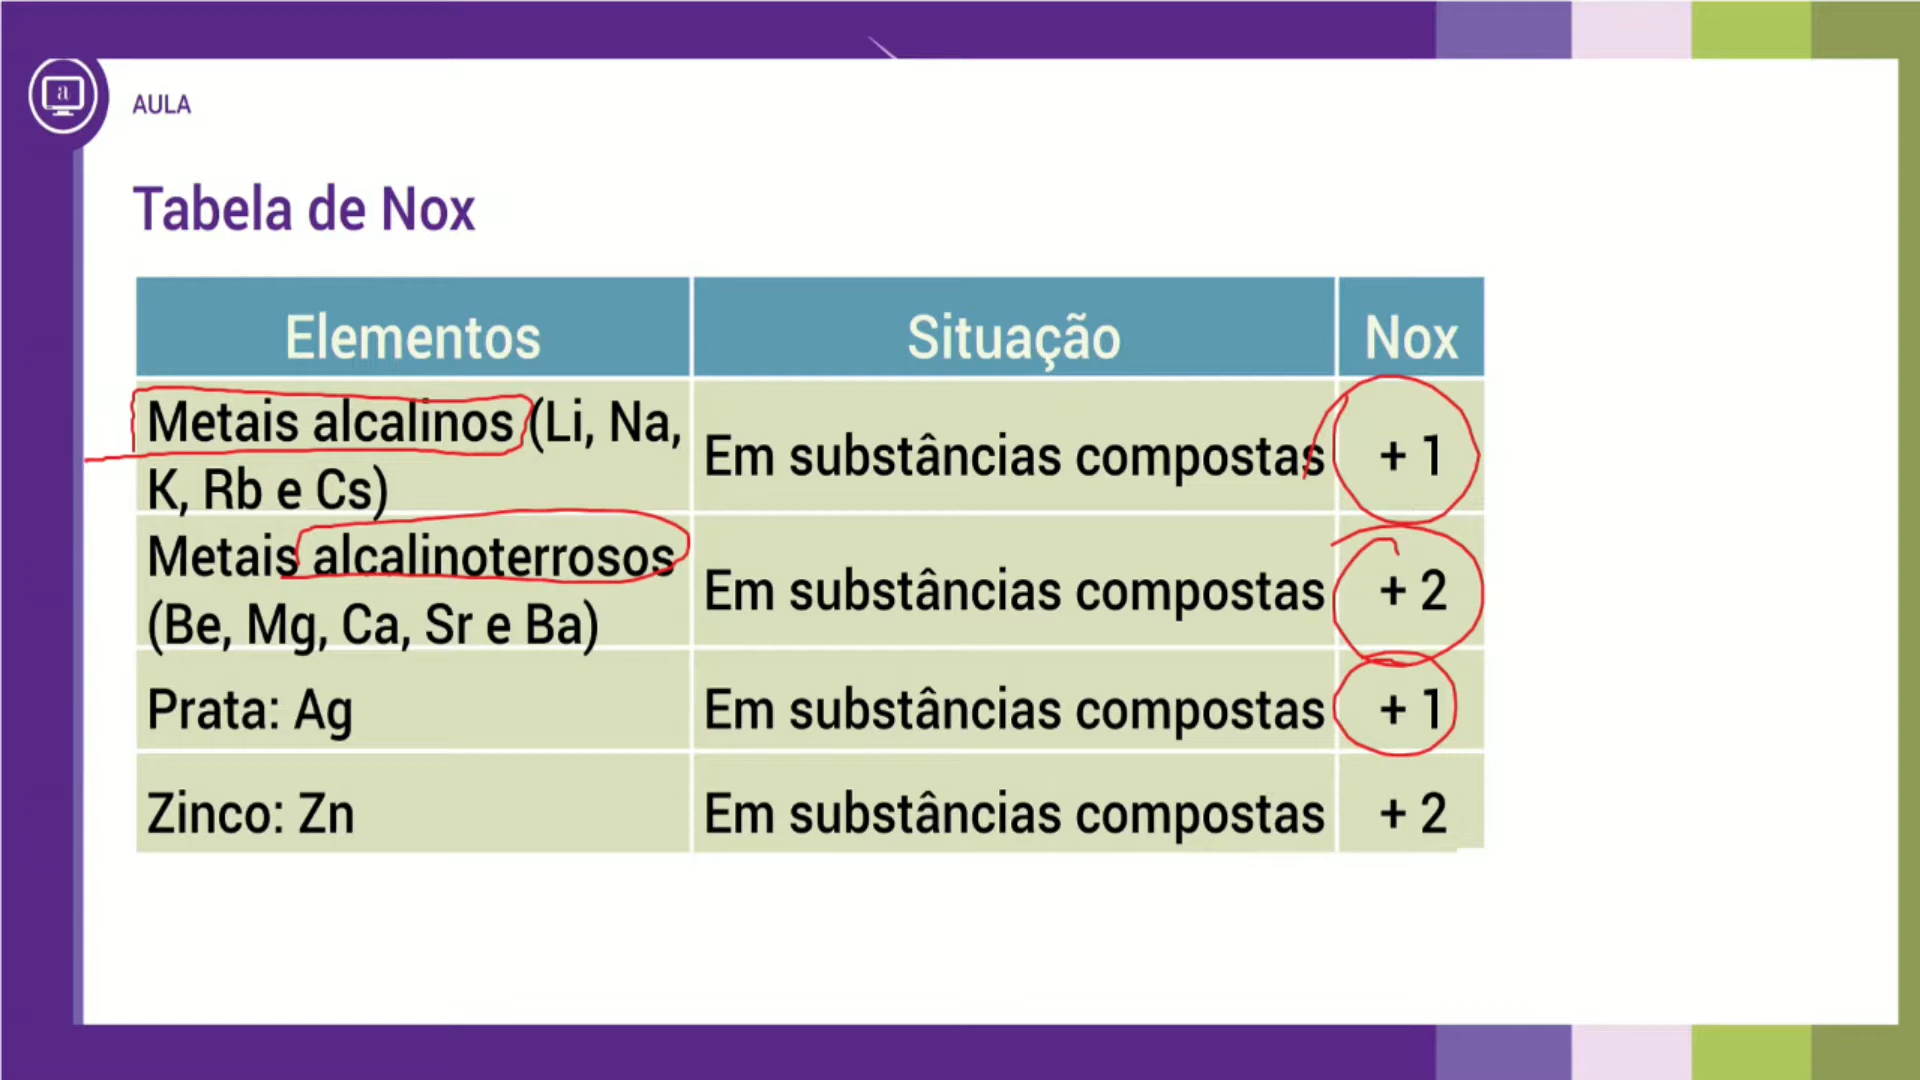 a
AULA
Tabela de Nox
Elementos Situação Nox
Metais alcalinos (Li, Na,
K, Rb e Cs) Em substâncias compostas + 1
Metais alcalinoterrosos
(Be, Mg, Ca, Sr e Ba) Em substâncias compostas + 2
Prata: Ag Em substâncias compostas + 1
Zinco: Zn Em substâncias compostas + 2